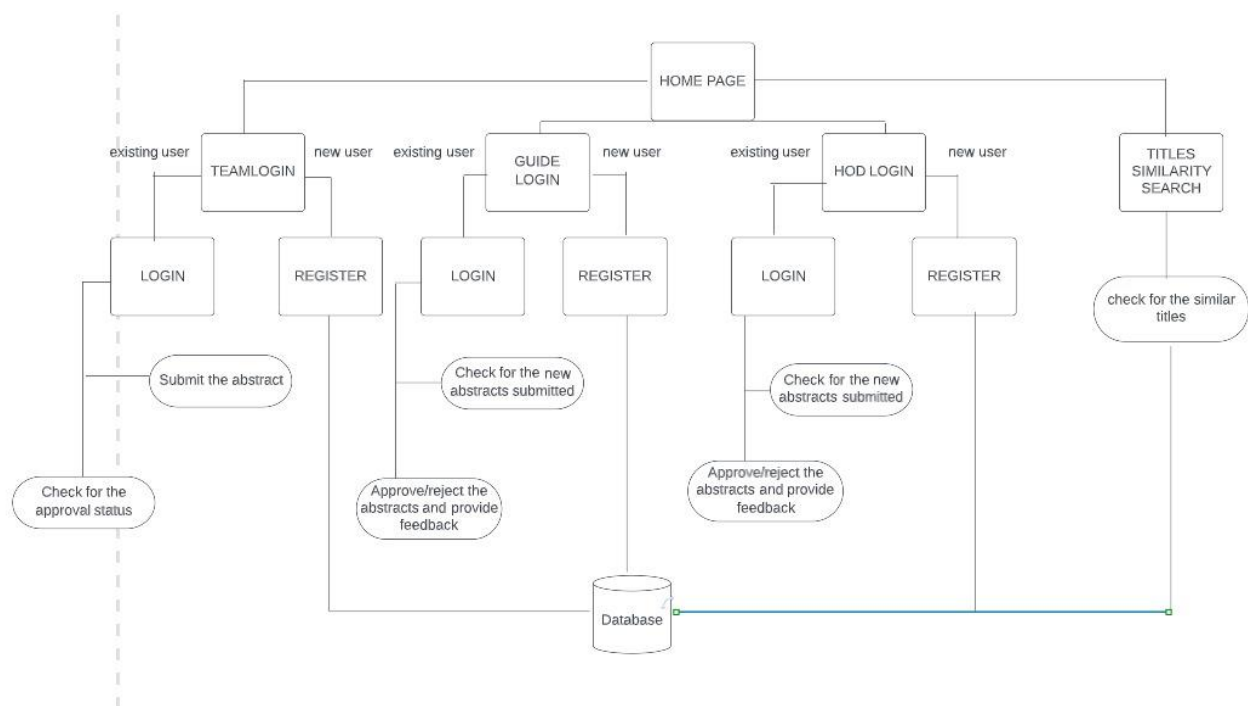 HOME PAGE
existing user
TEAMLOGIN
new user
existing user
GUIDE
LOGIN
new user
existing user
HOD LOGIN
new user
TITLES
SIMILARITY
SEARCH
LOGIN
REGISTER
LOGIN
REGISTER
LOGIN
REGISTER
check for the similar
titles
Submit the abstract
Check for the new
abstracts submitted
Check for the new
abstracts submitted
Check for the
approval status
Approve/reject the
abstracts and provide
feedback
Approve/reject the
abstracts and provide
feedback
Database